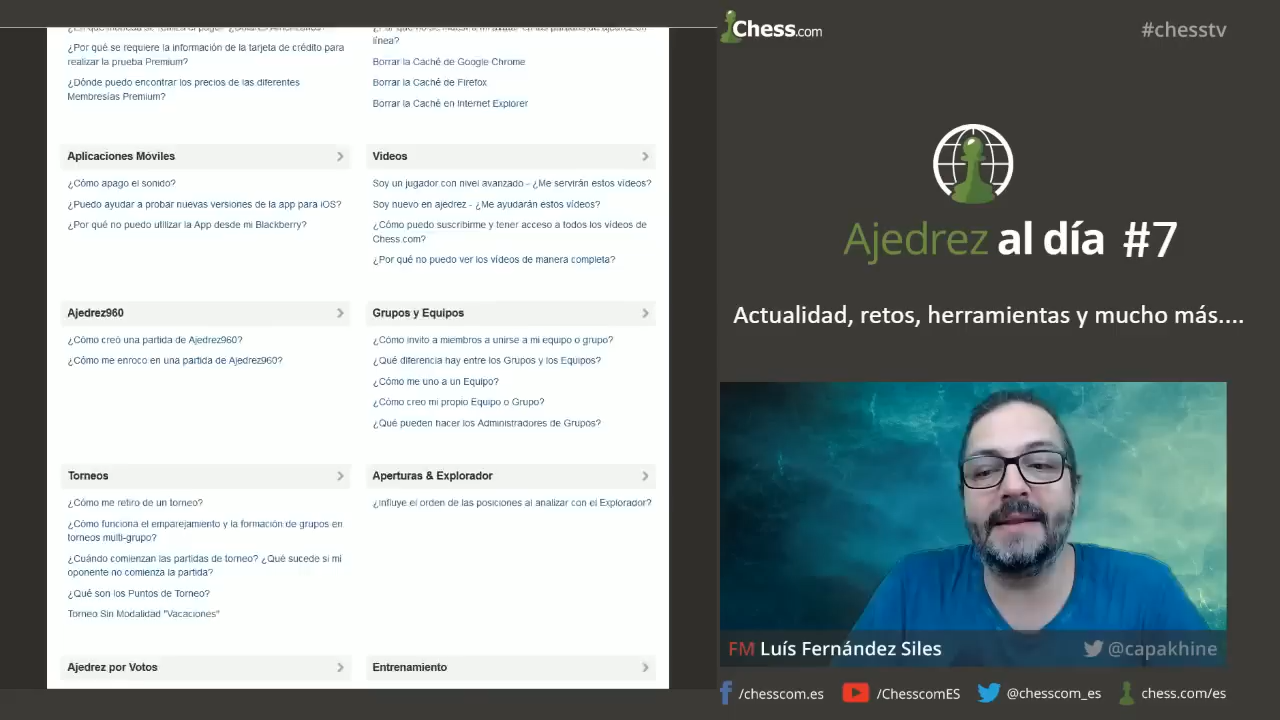 ¿Por qué se requiere la información de la tarjeta de crédito para
realizar la prueba Premium?
¿Dónde puedo encontrar los precios de las diferentes
Membresías Premium?
línea?
Borrar la Caché de Google Chrome
Borrar la Caché de Firefox
Borrar la Caché en Internet Explorer
Aplicaciones Móviles
¿Cómo apago el sonido?
¿Puedo ayudar a probar nuevas versiones de la app para iOS?
¿Por qué no puedo utilizar la App desde mi Blackberry?
Videos
Soy un jugador con nivel avanzado - ¿Me servirán estos vídeos?
Soy nuevo en ajedrez - ¿Me ayudarán estos vídeos?
¿Cómo puedo suscribirme y tener acceso a todos los vídeos de
Chess.com?
¿Por qué no puedo ver los vídeos de manera completa?
Ajedrez960
¿Cómo creó una partida de Ajedrez960?
¿Cómo me enroco en una partida de Ajedrez960?
Grupos y Equipos
¿Cómo invito a miembros a unirse a mi equipo o grupo?
¿Qué diferencia hay entre los Grupos y los Equipos?
¿Cómo me uno a un Equipo?
¿Cómo creo mi propio Equipo o Grupo?
¿Qué pueden hacer los Administradores de Grupos?
Torneos
¿Cómo me retiro de un torneo?
¿Cómo funciona el emparejamiento y la formación de grupos en
torneos multi-grupo?
¿Cuándo comienzan las partidas de torneo? ¿Qué sucede si mi
oponente no comienza la partida?
¿Qué son los Puntos de Torneo?
Torneo Sin Modalidad "Vacaciones"
Aperturas & Explorador
¿Influye el orden de las posiciones al analizar con el Explorador?
Ajedrez por Votos
Entrenamiento
Chess.com
#chesstv
Ajedrez al día #7
Actualidad, retos, herramientas y mucho más....
FM Luís Fernández Siles
@capakhine
/chesscom.es
/ChesscomES
@chesscom_es
chess.com/es